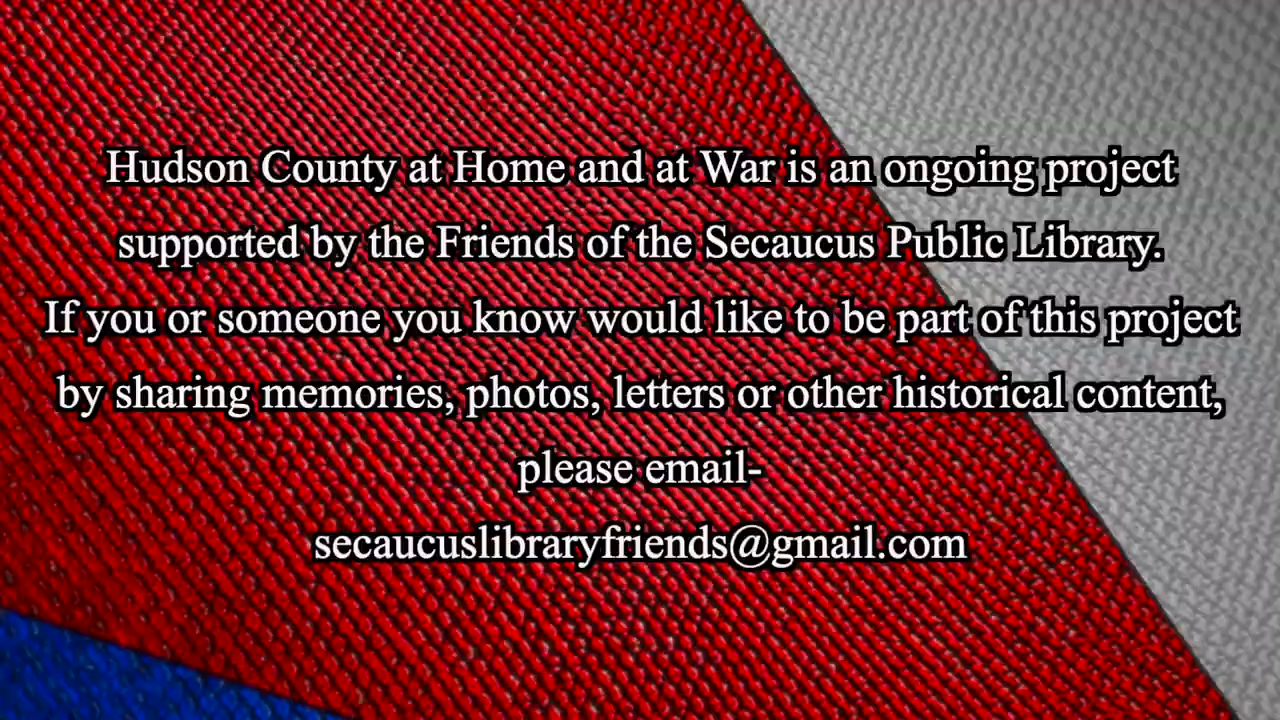 Hudson County at Home and at War is an ongoing project
supported by the Friends of the Secaucus Public Library.
If you or someone you know would like to be part of this project
by sharing memories, photos, letters or other historical content,
please email-
secaucuslibraryfriends@gmail.com